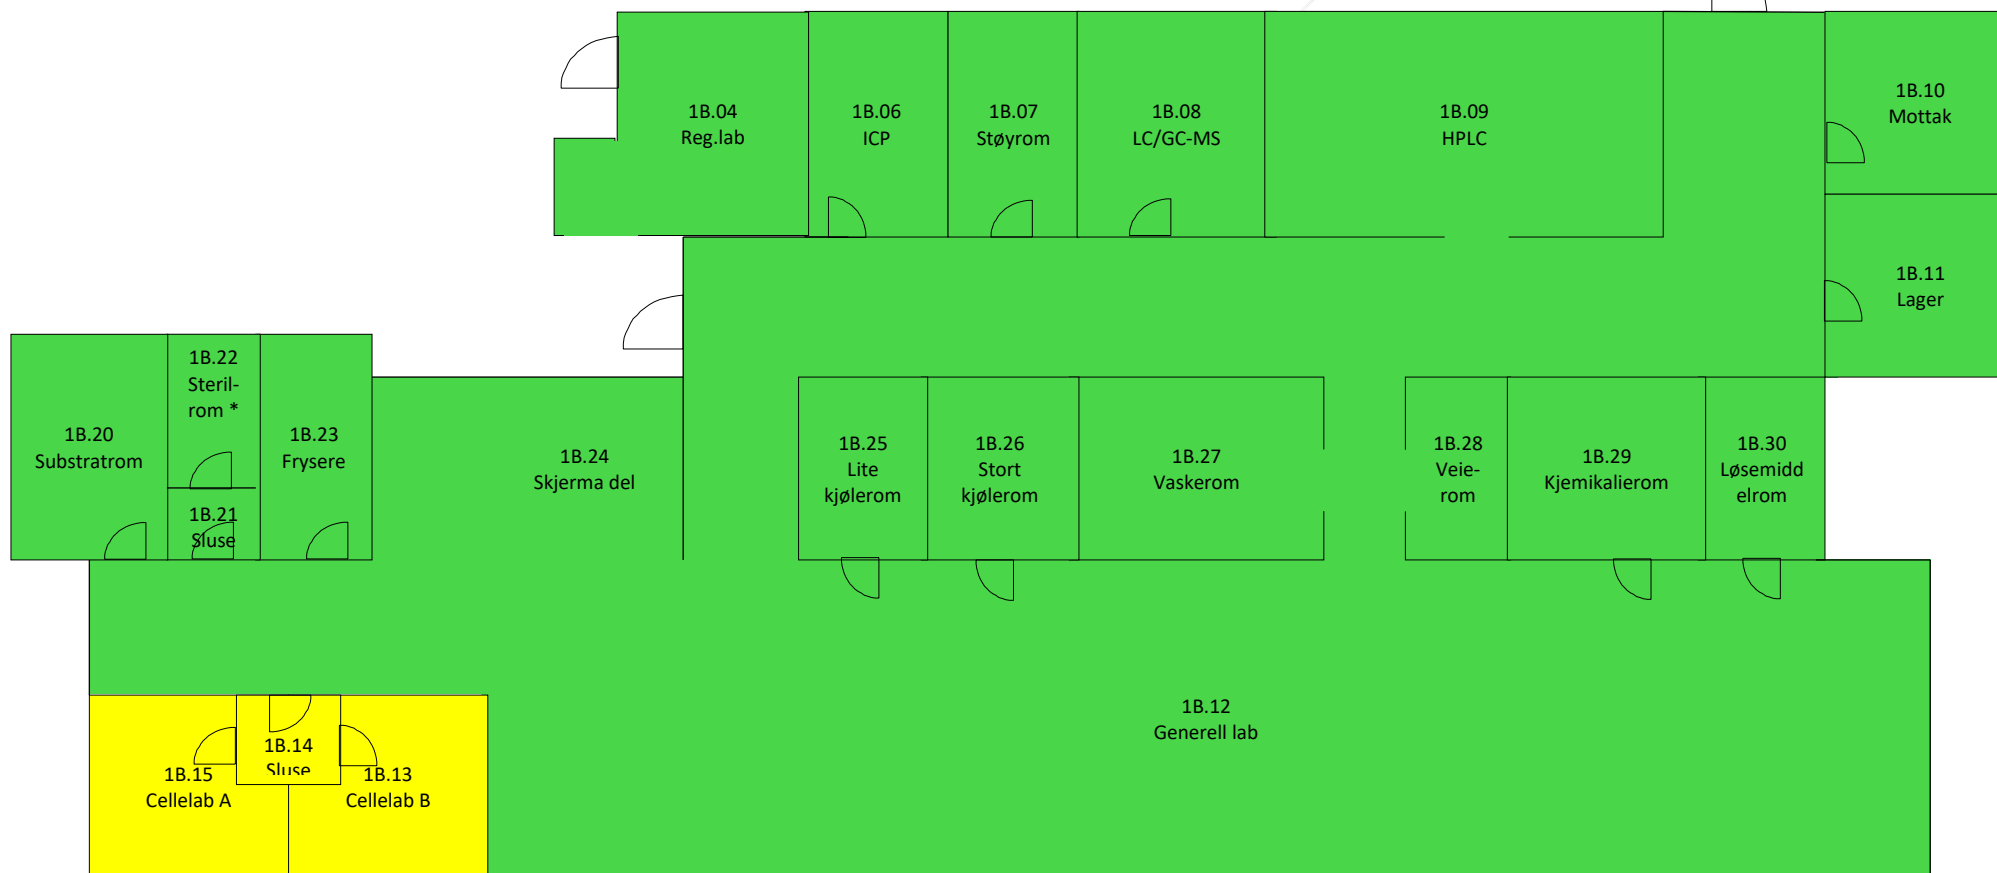 1B.04
Reg.lab
1B.06
ICP
1B.07
Støyrom
1B.08
LC/GC-MS
1B.09
HPLC
1B.10
Mottak
1B.11
Lager
1B.20
Substratrom
1B.22
Steril-
rom *
1B.21
Sluse
1B.23
Frysere
1B.24
Skjerma del
1B.25
Lite
kjølerom
1B.26
Stort
kjølerom
1B.27
Vaskerom
1B.28
Veie-
rom
1B.29
Kjemikalierom
1B.30
Løsemidd
elrom
1B.12
Generell lab
1B.15
Cellelab A
1B.14
Sluse
1B.13
Cellelab B